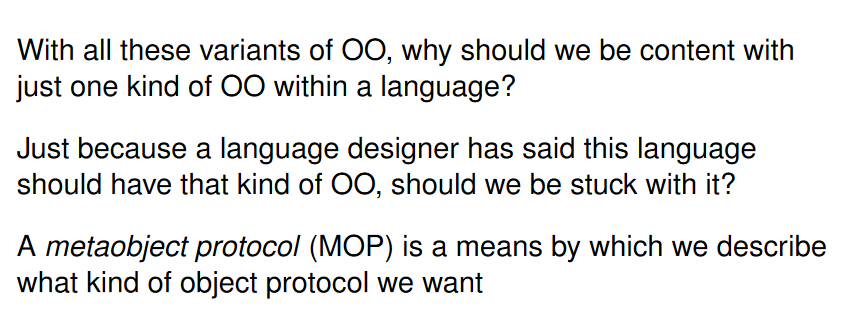 With all these variants of OO, why should we be content with
just one kind of OO within a language?
Just because a language designer has said this language
should have that kind of OO, should we be stuck with it?
A metaobject protocol (MOP) is a means by which we describe
what kind of object protocol we want